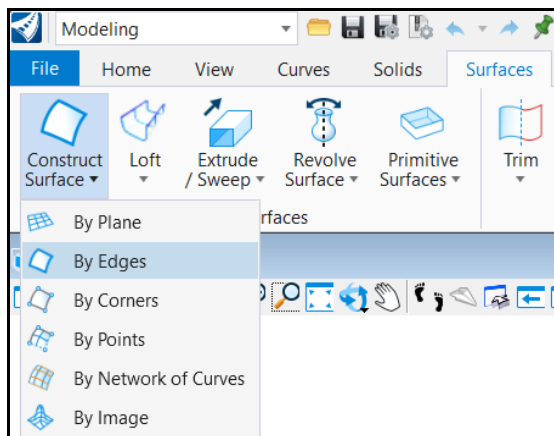 Modeling
File Home View Curves Solids Surfaces
Construct Surface Loft Extrude / Sweep Revolve Surface Primitive Surfaces Trim
By Plane
By Edges
By Corners
By Points
By Network of Curves
By Image